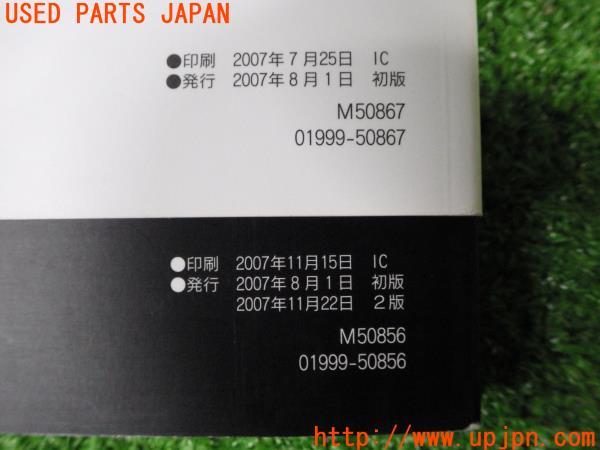 USED PARTS JAPAN
●印刷 2007年7月25日 IC
●発行 2007年8月1日 初版
M50867
01999-50867
●印刷 2007年11月15日 IC
●発行 2007年8月1日 初版
2007年11月22日 2版
M50856
01999-50856
http://www.upjpn.com/